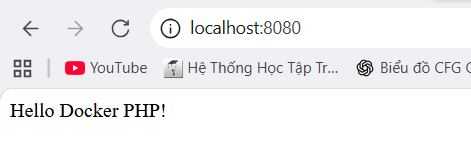 localhost:8080
YouTube Hệ Thống Học Tập Tr... Biểu đồ CFG
Hello Docker PHP!